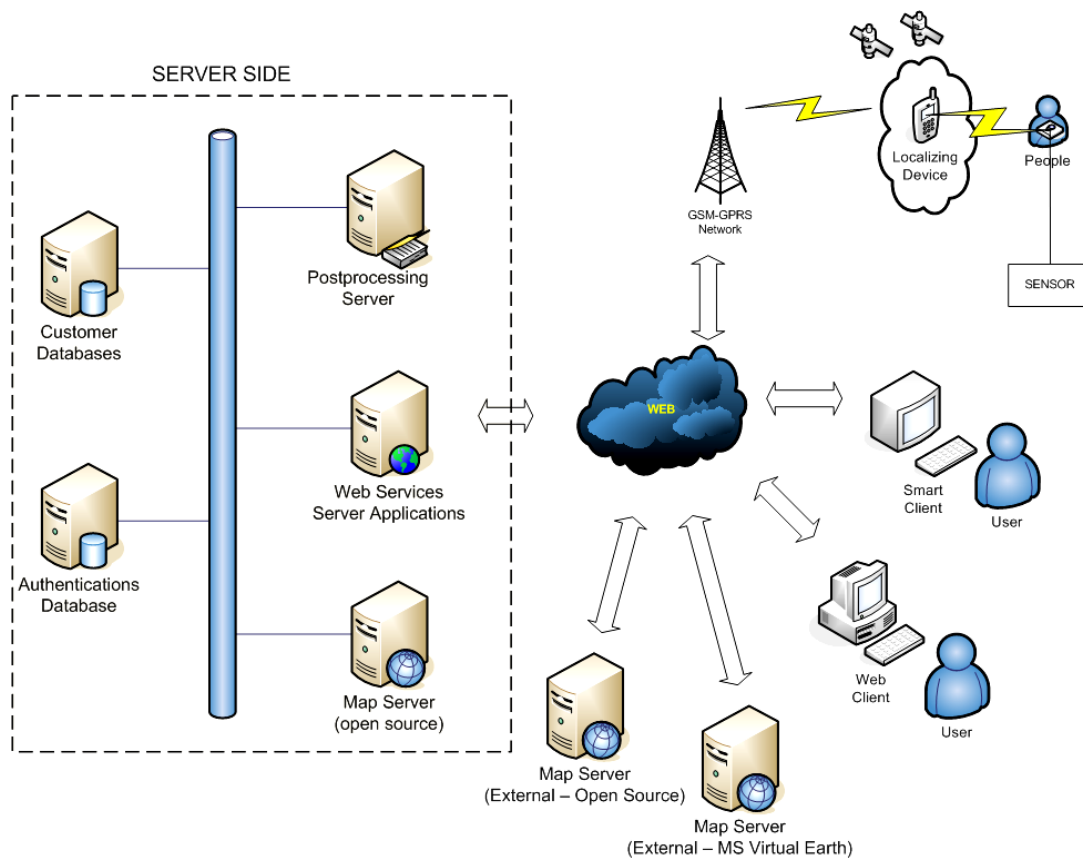 SERVER SIDE
Customer
Databases
Authentications
Database
Postprocessing
Server
Web Services
Server Applications
Map Server
(open source)
GSM-GPRS
Network
Localizing
Device
People
SENSOR
WEB
Smart
Client
User
Web
Client
User
Map Server
(External – Open Source)
Map Server
(External – MS Virtual Earth)